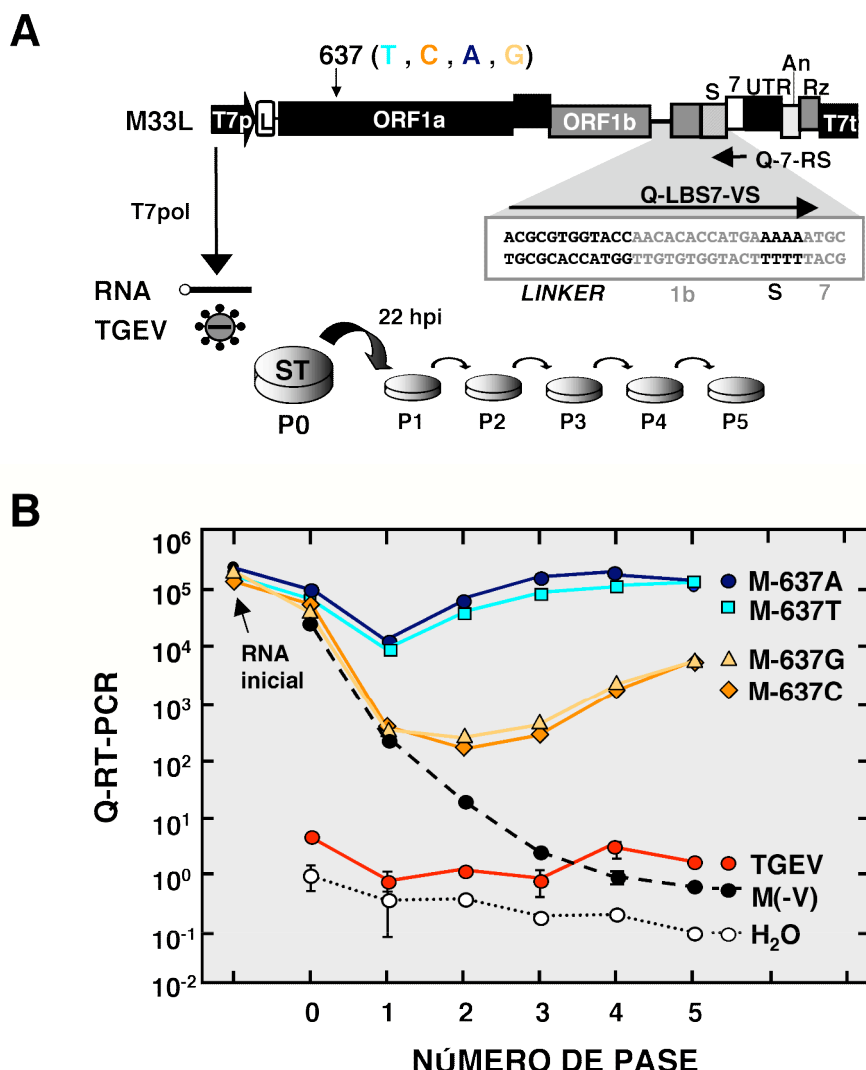 A
637 (T , C , A , G)
An
S 7 UTR Rz
M33L T7p L ORF1a ORF1b T7t
Q-7-RS
T7pol
Q-LBS7-VS
ACGCGTGGTACCAACACACCATGAAAAAATGC
TGCGCACCATGGTTGTGTGGTACTTTTTTACG
LINKER 1b S 7
RNA
TGEV
22 hpi
ST
P0 P1 P2 P3 P4 P5
B
Q-RT-PCR
10^6
10^5
10^4
10^3
10^2
10^1
10^0
10^-1
10^-2
RNA
inicial
M-637A
M-637T
M-637G
M-637C
TGEV
M(-V)
H2O
0 1 2 3 4 5
NÚMERO DE PASE